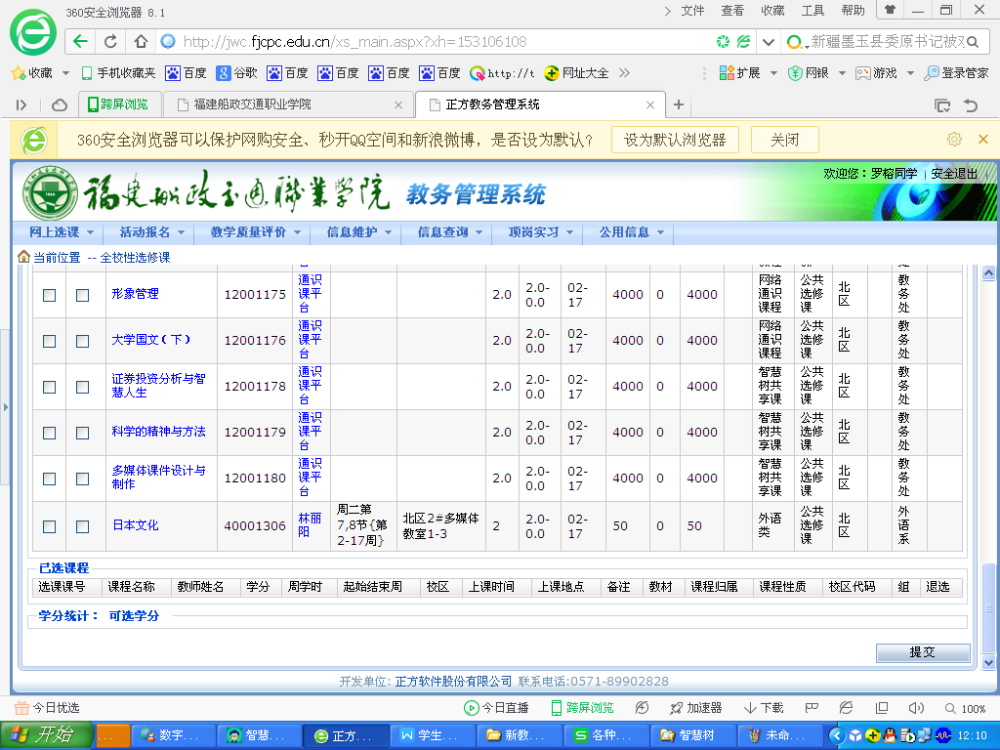 360安全浏览器 8.1
文件 查看 收藏 工具 帮助
http://jwc.fjcpc.edu.cn/xs_main.aspx?xh=153106108
新疆墨玉县委原书记被双
收藏 手机收藏夹 百度 谷歌 百度 百度 百度 百度 http://t 网址大全 扩展 网银 游戏 登录管家
跨屏浏览 福建船政交通职业学院 正方教务管理系统
360安全浏览器可以保护网购安全、秒开QQ空间和新浪微博，是否设为默认？ 设为默认浏览器 关闭
福建船政交通職業学院 教务管理系统
欢迎您：罗榕同学 安全退出
网上选课 活动报名 教学质量评价 信息维护 信息查询 顶岗实习 公用信息
当前位置 -- 全校性选修课
形象管理 12001175 通识课平台 2.0 2.0-0.0 02-17 4000 0 4000 网络通识课程 公共选修课 北区 教务处
大学国文（下） 12001176 通识课平台 2.0 2.0-0.0 02-17 4000 0 4000 网络通识课程 公共选修课 北区 教务处
证券投资分析与智慧人生 12001178 通识课平台 2.0 2.0-0.0 02-17 4000 0 4000 智慧树共享课 公共选修课 北区 教务处
科学的精神与方法 12001179 通识课平台 2.0 2.0-0.0 02-17 4000 0 4000 智慧树共享课 公共选修课 北区 教务处
多媒体课件设计与制作 12001180 通识课平台 2.0 2.0-0.0 02-17 4000 0 4000 智慧树共享课 公共选修课 北区 教务处
日本文化 40001306 林丽阳 周二第7,8节{第2-17周} 北区2#多媒体教室1-3 2 2.0-0.0 02-17 50 0 50 外语类 公共选修课 北区 外语系
已选课程
选课课号 课程名称 教师姓名 学分 周学时 起始结束周 校区 上课时间 上课地点 备注 教材 课程归属 课程性质 校区代码 组 退选
学分统计： 可选学分
提交
开发单位: 正方软件股份有限公司 联系电话:0571-89902828
今日优选 今日直播 跨屏浏览 加速器 下载 100%
开始 ... 数字... 智慧... 正方... 学生... 新教... 各种... 智慧树 未命... 12:10